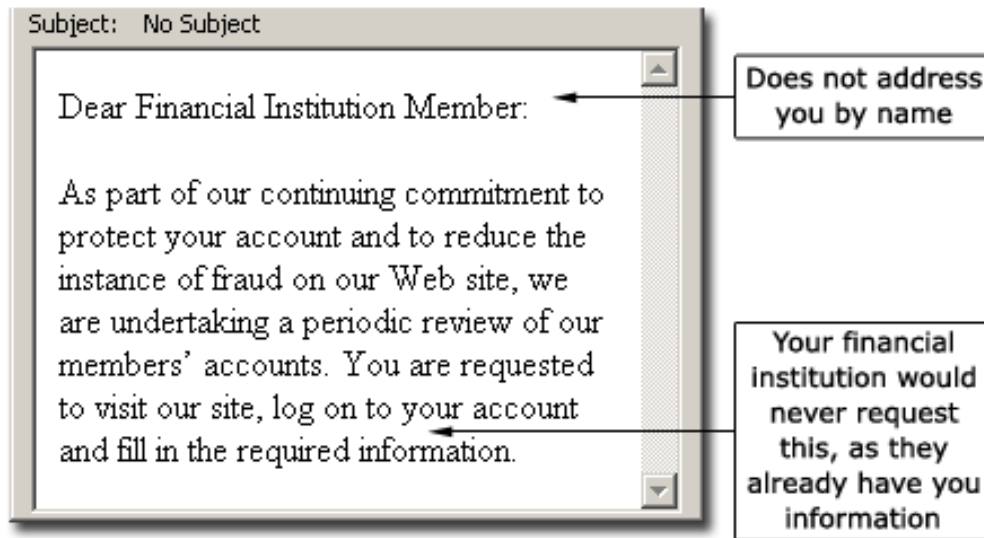 Subject: No Subject
Dear Financial Institution Member:
As part of our continuing commitment to
protect your account and to reduce the
instance of fraud on our Web site, we
are undertaking a periodic review of our
members' accounts. You are requested
to visit our site, log on to your account
and fill in the required information.
Does not address
you by name
Your financial
institution would
never request
this, as they
already have you
information